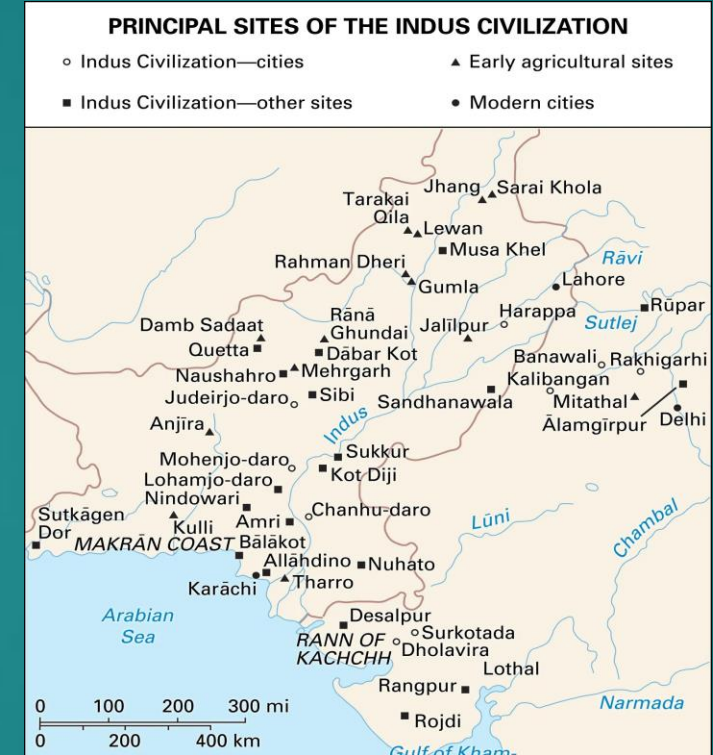 PRINCIPAL SITES OF THE INDUS CIVILIZATION
Indus Civilization—cities
Early agricultural sites
Indus Civilization—other sites
Modern cities
Jhang
Sarai Khola
Tarakai
Qila
Lewan
Musa Khel
Rāvi
Rahman Dheri
Gumla
Lahore
Harappa
Rūpar
Rānā
Ghundai
Damb Sadaat
Jalīlpur
Sutlej
Quetta
Dābar Kot
Banawali
Rakhigarhi
Naushahro
Mehrgarh
Kalibangan
Judeirjo-daro
Sibi
Sandhanawala
Mitathal
Anjīra
Indus
Ālamgīrpur
Delhi
Mohenjo-daro
Sukkur
Kot Diji
Lohamjo-daro
Nindowari
Chanhu-daro
Lūni
Chambal
Sutkāgen
Dor
Kulli
Amri
MAKRĀN COAST
Bālākot
Allāhdino
Nuhato
Karāchi
Tharro
Arabian
Sea
Desalpur
RANN OF
KACHCHH
Surkotada
Dholavira
Lothal
Rangpur
Narmada
Rojdi
0 100 200 300 mi
0 200 400 km
Gulf of Kham-